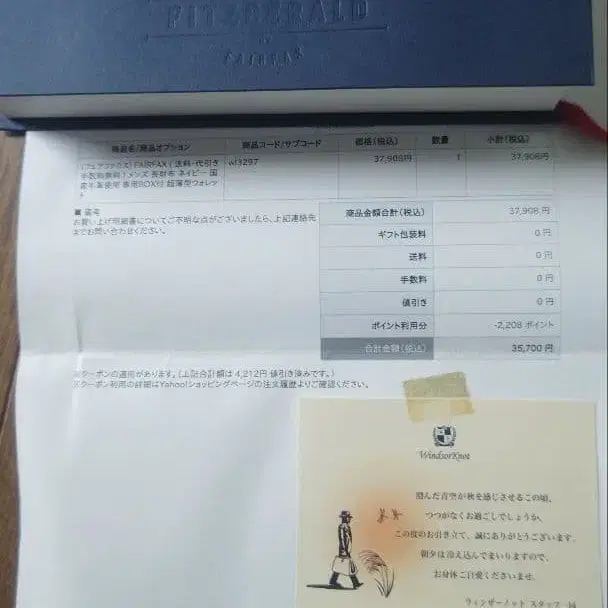 FITZGERALD
BY
FAIRFAX
商品名/商品オプション 商品コード/サブコード 価格(税込) 数量 小計(税込)
(フェアファクス) FAIRFAX ( 送料・代引き wf3297 37,908円 1 37,908円
手数料無料 ) メンズ 長財布 ネイビー 国
産牛革使用 専用BOX付 超薄型ウォレッ
ト
■ 備考
お買い上げ明細書についてご不明な点がございましたら、上記連絡先
までお問い合わせください。
商品金額合計(税込) 37,908 円
ギフト包装料 0 円
送料 0 円
手数料 0 円
値引き 0 円
ポイント利用分 -2,208 ポイント
合計金額(税込) 35,700 円
※クーポンの適用があります。(上記合計額は 4,212円 値引き済みです。)
※クーポン利用の詳細はYahoo!ショッピングページの注文履歴よりご確認ください。
WindsorKnot
澄んだ青空が秋を感じさせるこの頃、
つつがなくお過ごしでしょうか。
この度のお引き立て、誠にありがとうございます。
朝夕は冷え込んでまいりますので、
お身体ご自愛くださいませ。
ウィンザーノット スタッフ 一同